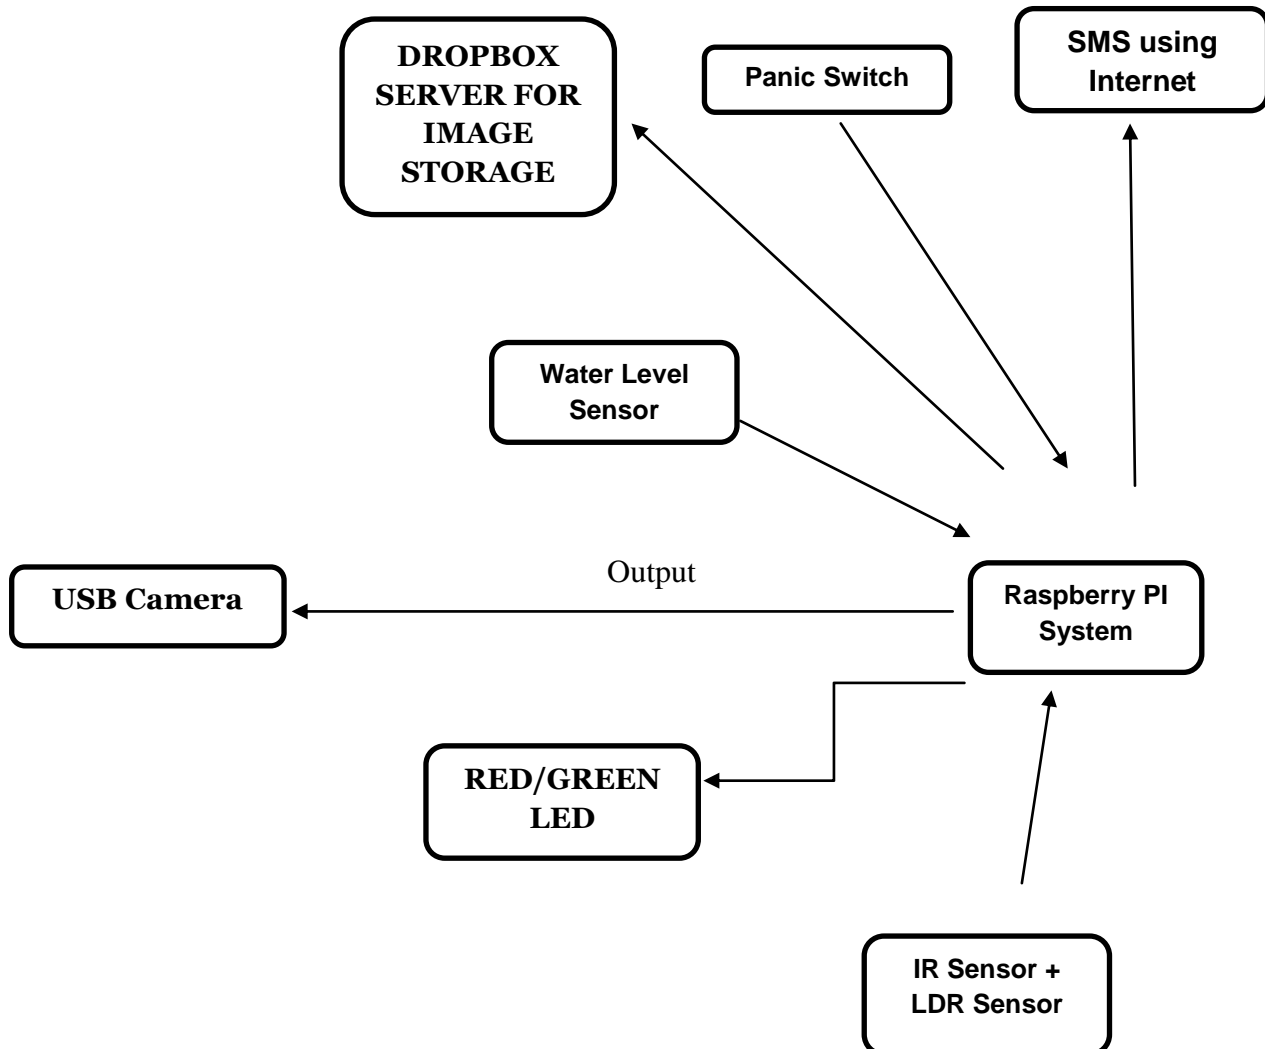 DROPBOX
SERVER FOR
IMAGE
STORAGE
Panic Switch
SMS using
Internet
Water Level
Sensor
Output
USB Camera
Raspberry PI
System
RED/GREEN
LED
IR Sensor +
LDR Sensor